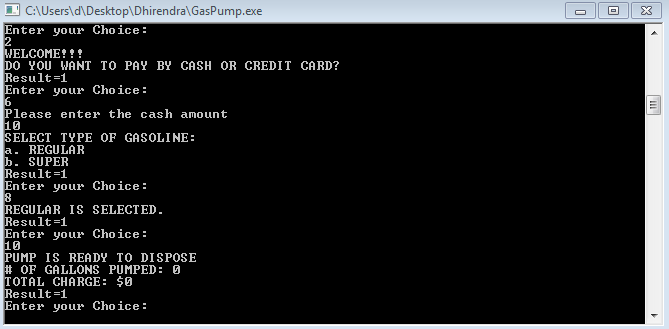 C:\Users\d\Desktop\Dhirendra\GasPump.exe
Enter your Choice:
2
WELCOME!!!
DO YOU WANT TO PAY BY CASH OR CREDIT CARD?
Result=1
Enter your Choice:
6
Please enter the cash amount
10
SELECT TYPE OF GASOLINE:
a. REGULAR
b. SUPER
Result=1
Enter your Choice:
8
REGULAR IS SELECTED.
Result=1
Enter your Choice:
10
PUMP IS READY TO DISPOSE
# OF GALLONS PUMPED: 0
TOTAL CHARGE: $0
Result=1
Enter your Choice: